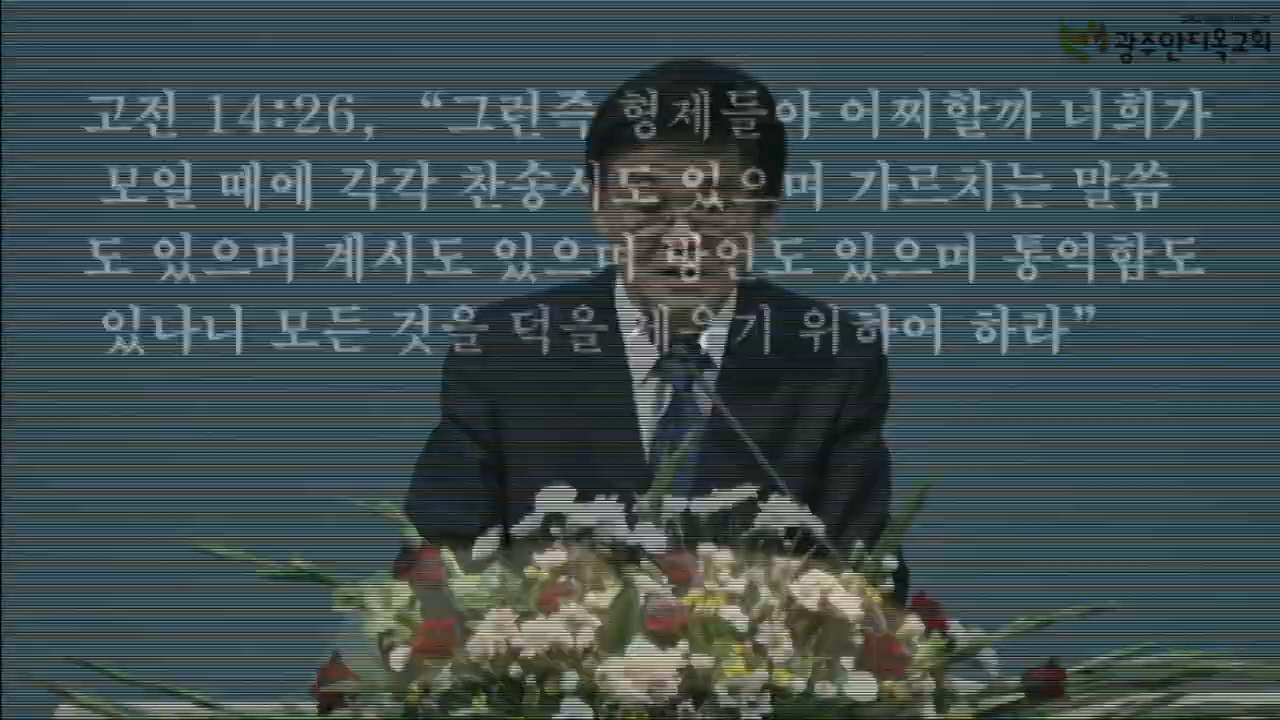 광주안디옥교회
고전 14:26, “그런즉 형제들아 어찌할까 너희가
모일 때에 각각 찬송시도 있으며 가르치는 말씀
도 있으며 계시도 있으며 방언도 있으며 통역함도
있나니 모든 것을 덕을 세우기 위하여 하라”